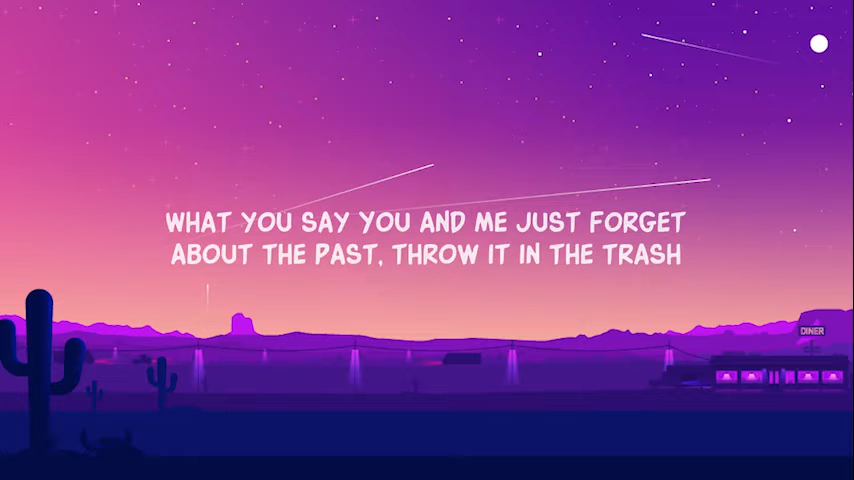 WHAT YOU SAY YOU AND ME JUST FORGET
ABOUT THE PAST, THROW IT IN THE TRASH
DINER